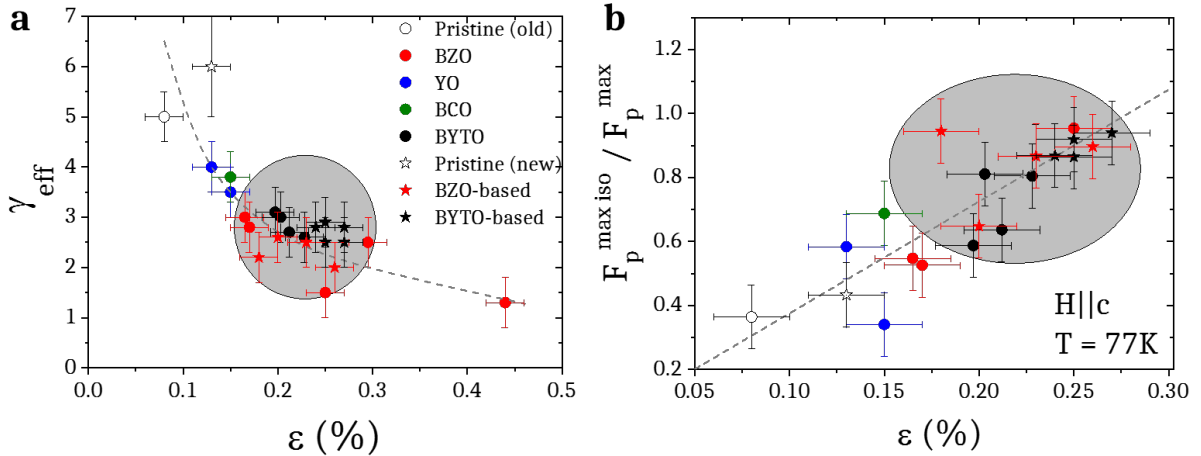 a
7
6
5
4
3
2
1
0
γeff
0.0
0.1
0.2
0.3
0.4
0.5
ε (%)
Pristine (old)
BZO
YO
BCO
BYTO
Pristine (new)
BZO-based
BYTO-based
b
1.2
1.0
0.8
0.6
0.4
0.2
Fp max iso / Fp max
0.05
0.10
0.15
0.20
0.25
0.30
ε (%)
H||c
T = 77K